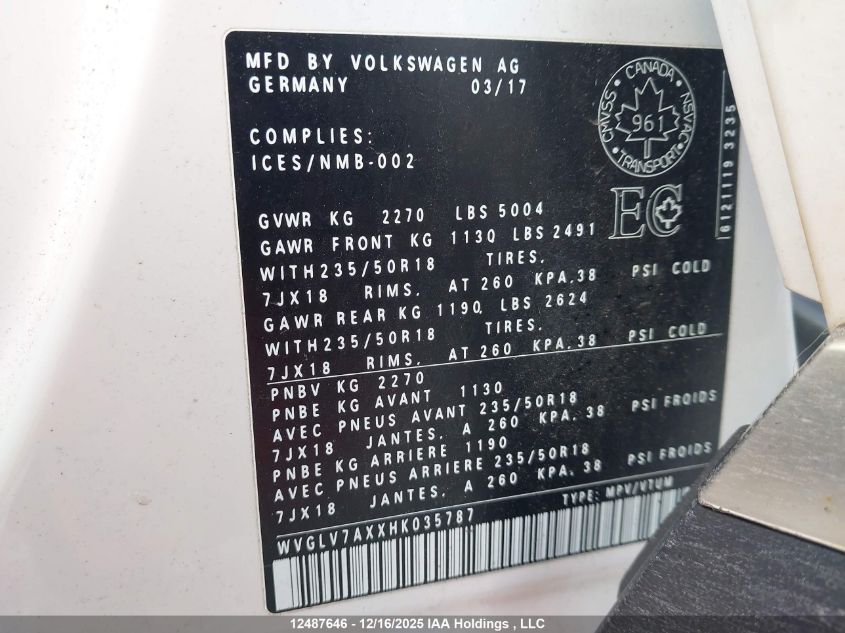 MFD BY VOLKSWAGEN AG
GERMANY 03/17
COMPLIES:
ICES/NMB-002
CANADA
CMVSS NSVAC
961
TRANSPORT
EC
6121119 3235
GVWR KG 2270 LBS 5004
GAWR FRONT KG 1130 LBS 2491
WITH235/50R18 TIRES.
7JX18 RIMS. AT 260 KPA.38 PSI COLD
GAWR REAR KG 1190 LBS 2624
WITH235/50R18 TIRES.
7JX18 RIMS. AT 260 KPA.38 PSI COLD
PNBV KG 2270
PNBE KG AVANT 1130
AVEC PNEUS AVANT 235/50R18
7JX18 JANTES. A 260 KPA. 38 PSI FROIDS
PNBE KG ARRIERE 1190
AVEC PNEUS ARRIERE 235/50R18
7JX18 JANTES. A 260 KPA. 38 PSI FROIDS
TYPE: MPV/VTUM
WVGLV7AXXHK035787
12487646 - 12/16/2025 IAA Holdings , LLC